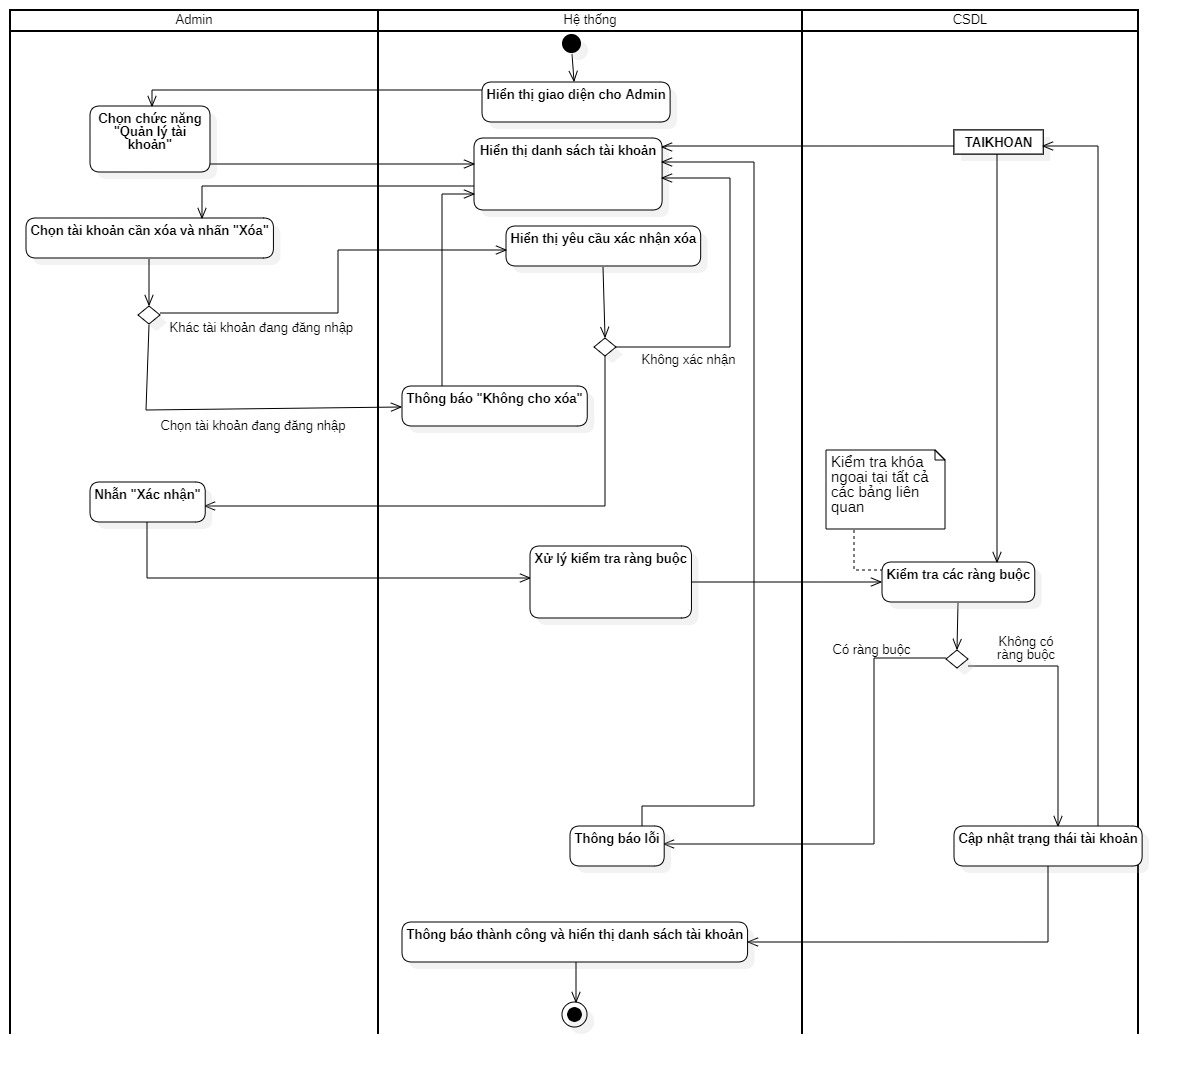 Admin
Hệ thống
CSDL
Hiển thị giao diện cho Admin
Chọn chức năng
"Quản lý tài
khoản"
Hiển thị danh sách tài khoản
TAIKHOAN
Chọn tài khoản cần xóa và nhấn "Xóa"
Hiển thị yêu cầu xác nhận xóa
Khác tài khoản đang đăng nhập
Không xác nhận
Thông báo "Không cho xóa"
Chọn tài khoản đang đăng nhập
Kiểm tra khóa
ngoại tại tất cả
các bảng liên
quan
Nhẫn "Xác nhận"
Xử lý kiểm tra ràng buộc
Kiểm tra các ràng buộc
Có ràng buộc
Không có
ràng buộc
Thông báo lỗi
Cập nhật trạng thái tài khoản
Thông báo thành công và hiển thị danh sách tài khoản